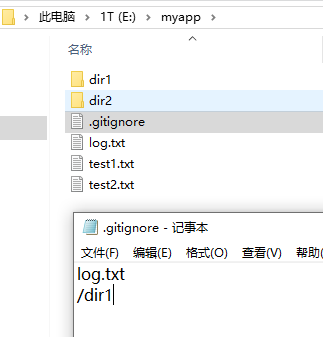 此电脑 > 1T (E:) > myapp >
名称
dir1
dir2
.gitignore
log.txt
test1.txt
test2.txt
.gitignore - 记事本
文件(F) 编辑(E) 格式(O) 查看(V) 帮助(
log.txt
/dir1